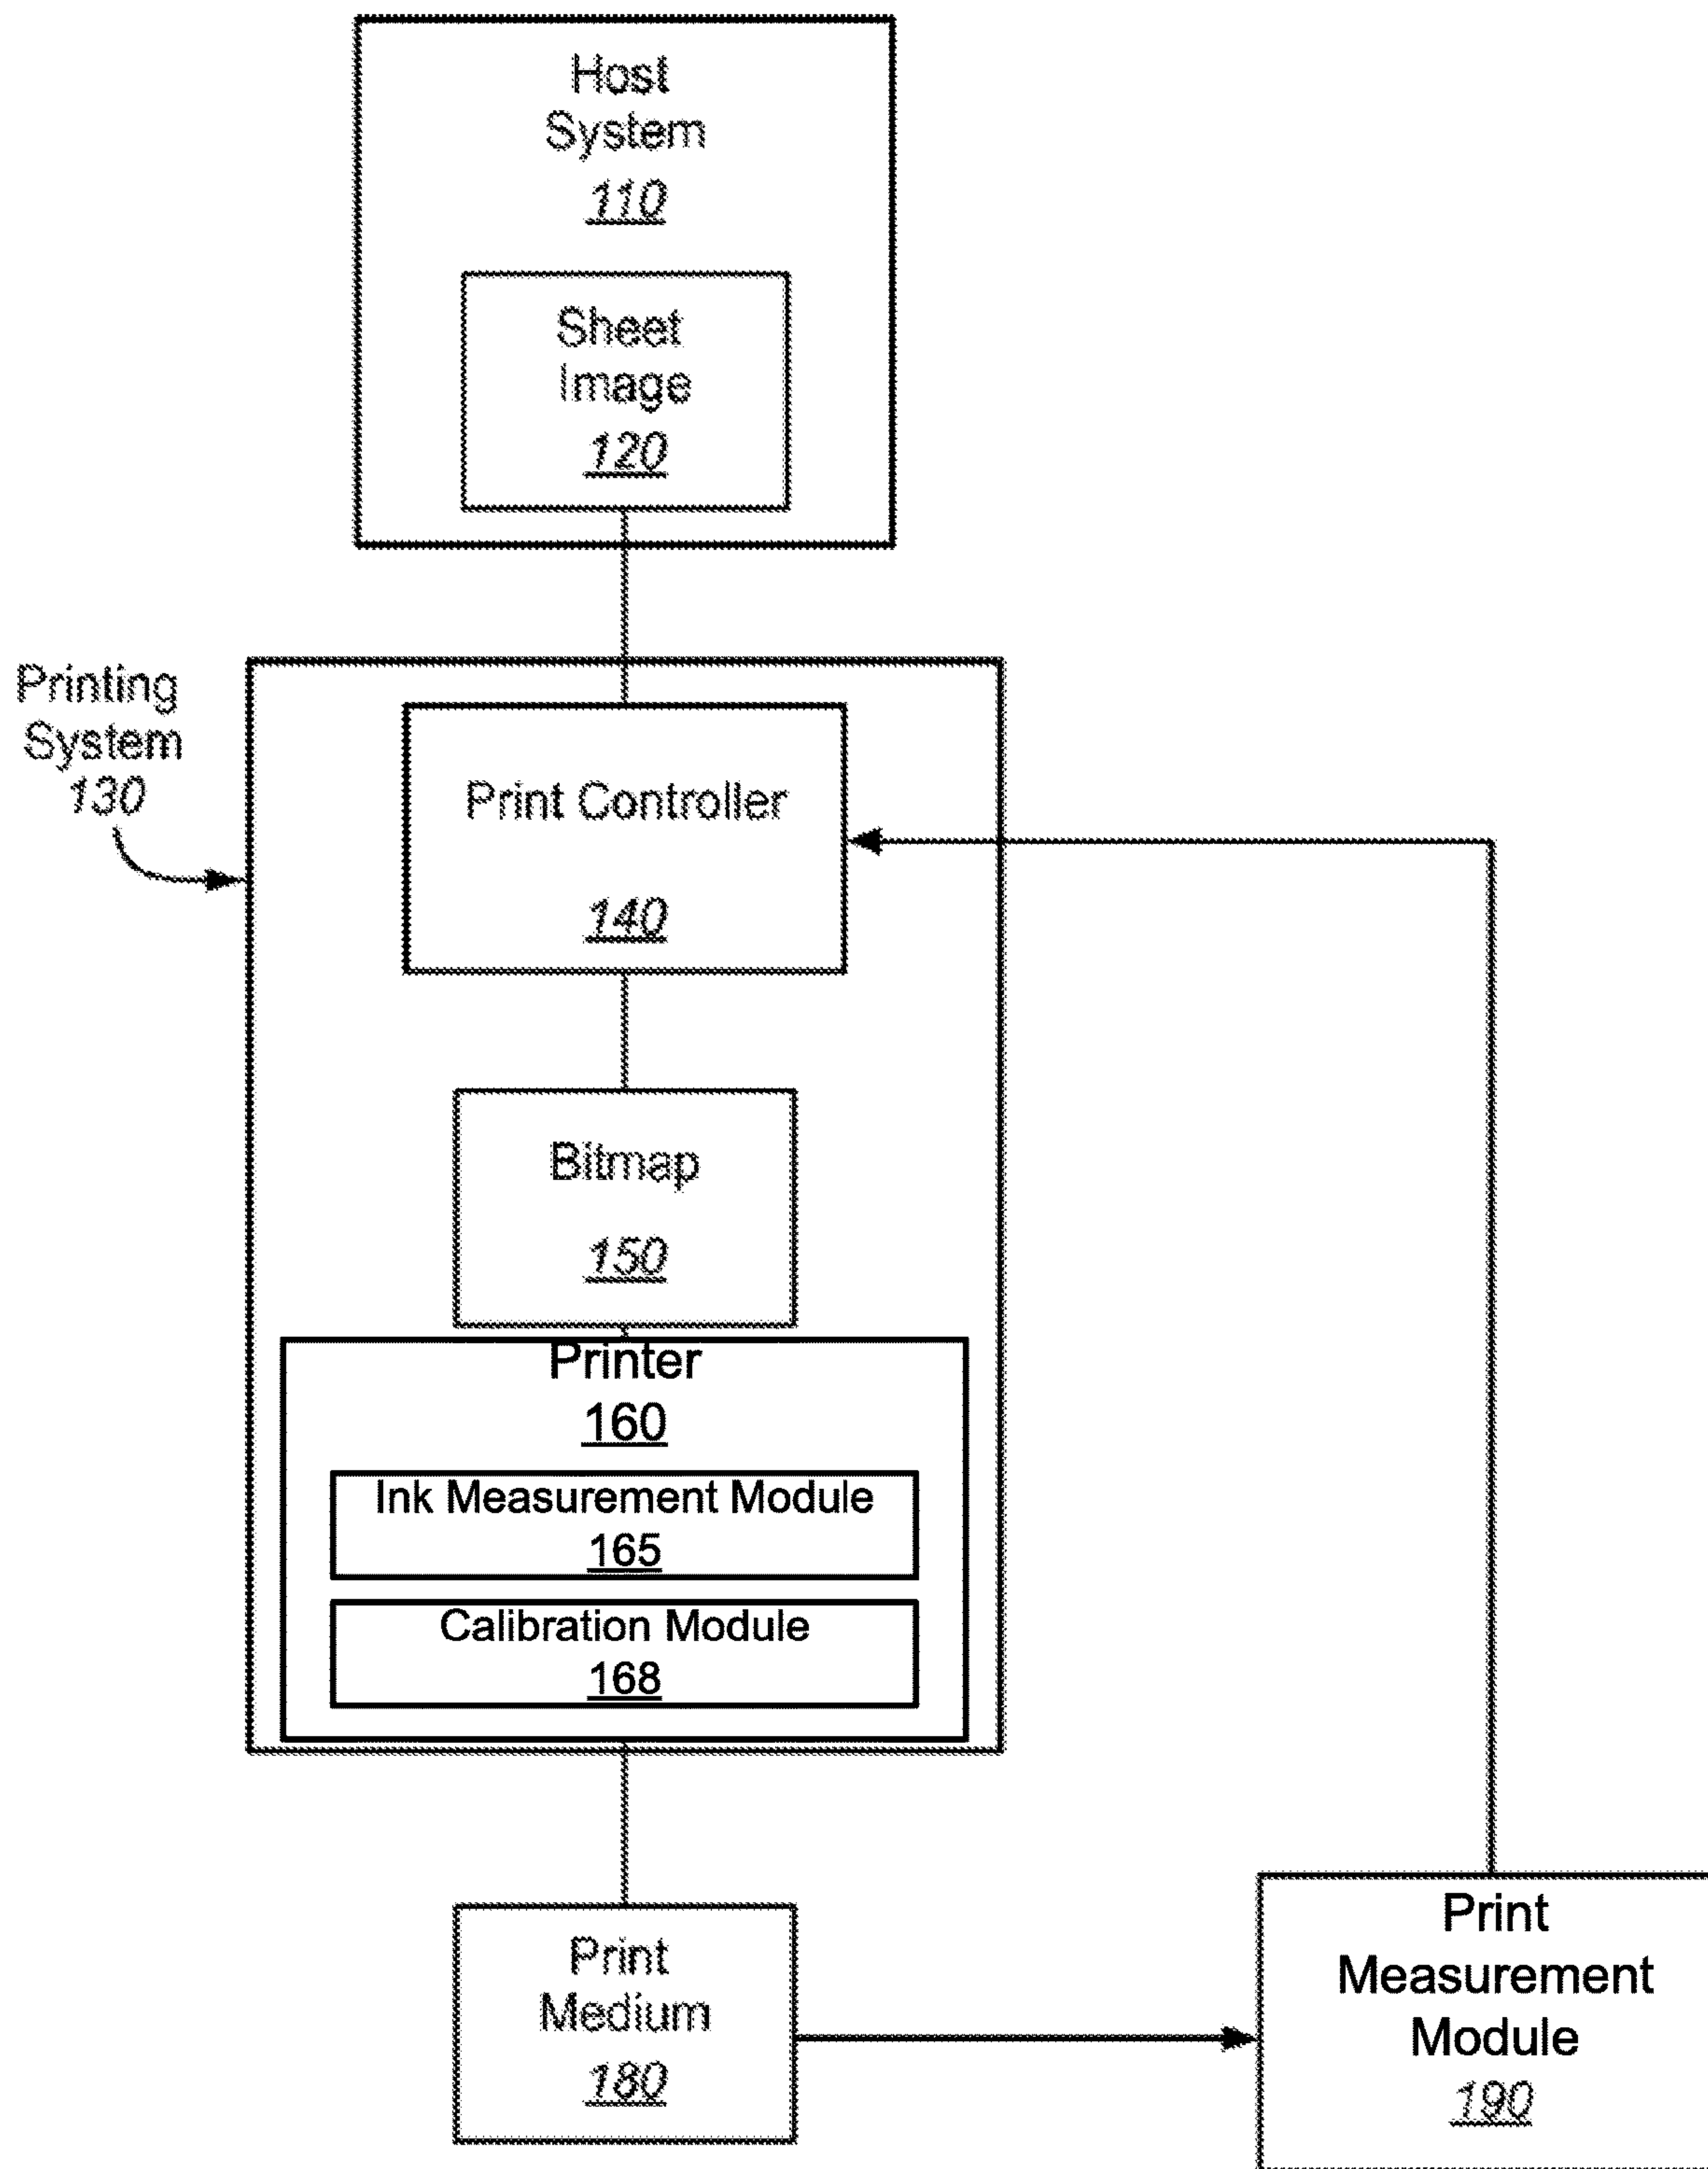 Host
System
110
Sheet
Image
120
Printing
System
130
Print Controller
140
Bitmap
150
Printer
160
Ink Measurement Module
165
Calibration Module
168
Print
Medium
180
Print
Measurement
Module
190